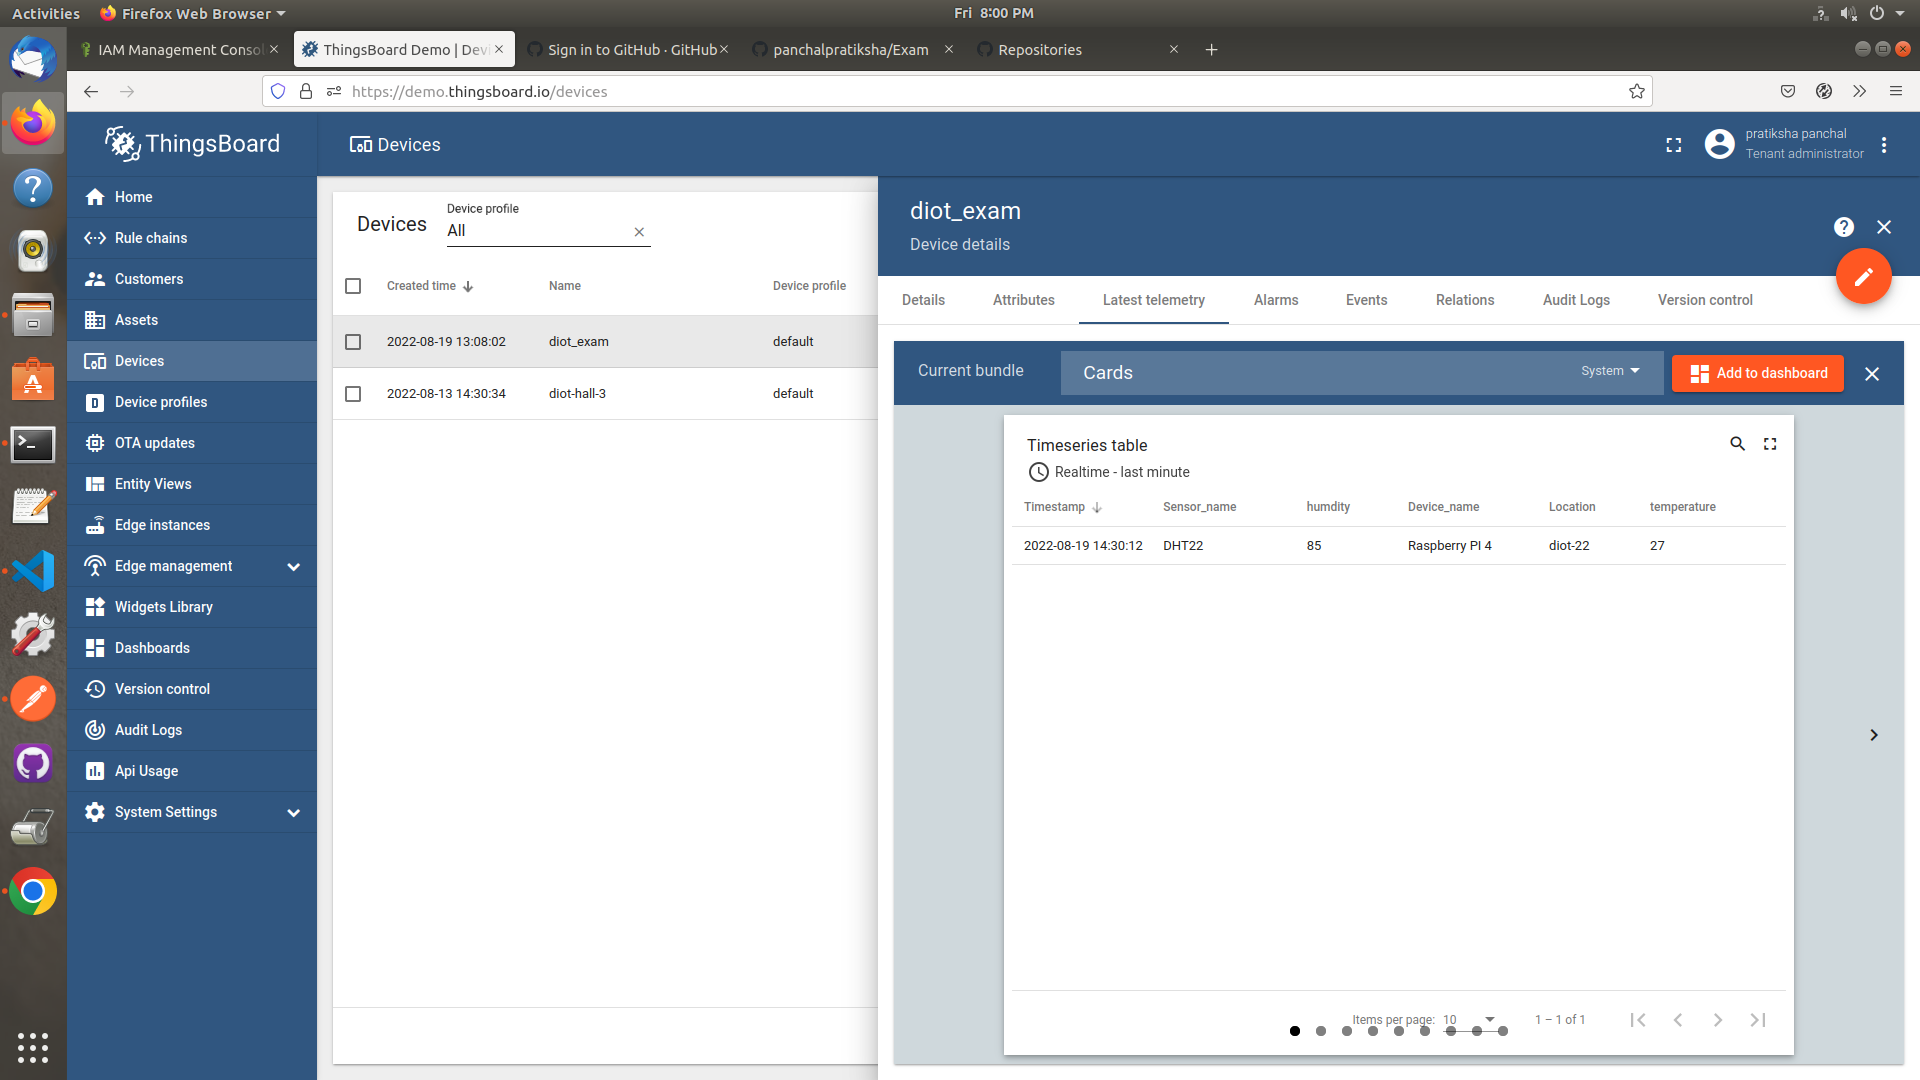 Activities
Firefox Web Browser
Fri 8:00 PM
IAM Management Consol
ThingsBoard Demo | Devi
Sign in to GitHub · GitHub
panchalpratiksha/Exam
Repositories
https://demo.thingsboard.io/devices
ThingsBoard
Devices
pratiksha panchal
Tenant administrator
Home
Rule chains
Customers
Assets
Devices
Device profiles
OTA updates
Entity Views
Edge instances
Edge management
Widgets Library
Dashboards
Version control
Audit Logs
Api Usage
System Settings
Devices
Device profile
All
Created time Name Device profile
2022-08-19 13:08:02 diot_exam default
2022-08-13 14:30:34 diot-hall-3 default
diot_exam
Device details
Details Attributes Latest telemetry Alarms Events Relations Audit Logs Version control
Current bundle Cards System Add to dashboard
Timeseries table
Realtime - last minute
Timestamp Sensor_name humdity Device_name Location temperature
2022-08-19 14:30:12 DHT22 85 Raspberry PI 4 diot-22 27
Items per page: 10 1 – 1 of 1